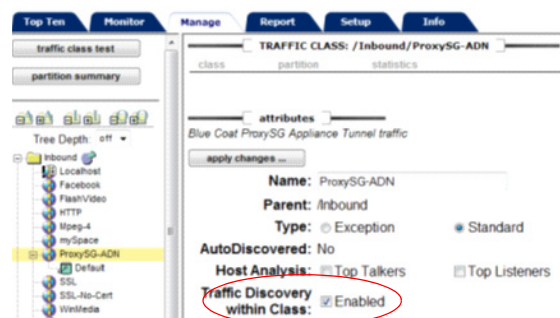 Top Ten Monitor Manage Report Setup Info
traffic class test
partition summary
Tree Depth: off
Inbound
Localhost
Facebook
FlashVideo
HTTP
Mpeg-4
mySpace
ProxySG-ADN
Default
SSL
SSL-No-Cert
WinMedia
TRAFFIC CLASS: /Inbound/ProxySG-ADN
class partition statistics
attributes
Blue Coat ProxySG Appliance Tunnel traffic
apply changes ...
Name: ProxySG-ADN
Parent: /Inbound
Type: Exception Standard
AutoDiscovered: No
Host Analysis: Top Talkers Top Listeners
Traffic Discovery
within Class: Enabled